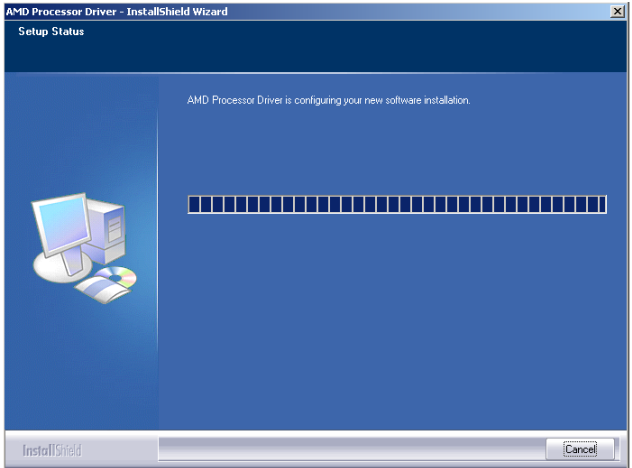 AMD Processor Driver - InstallShield Wizard
Setup Status
AMD Processor Driver is configuring your new software installation.
InstallShield
Cancel